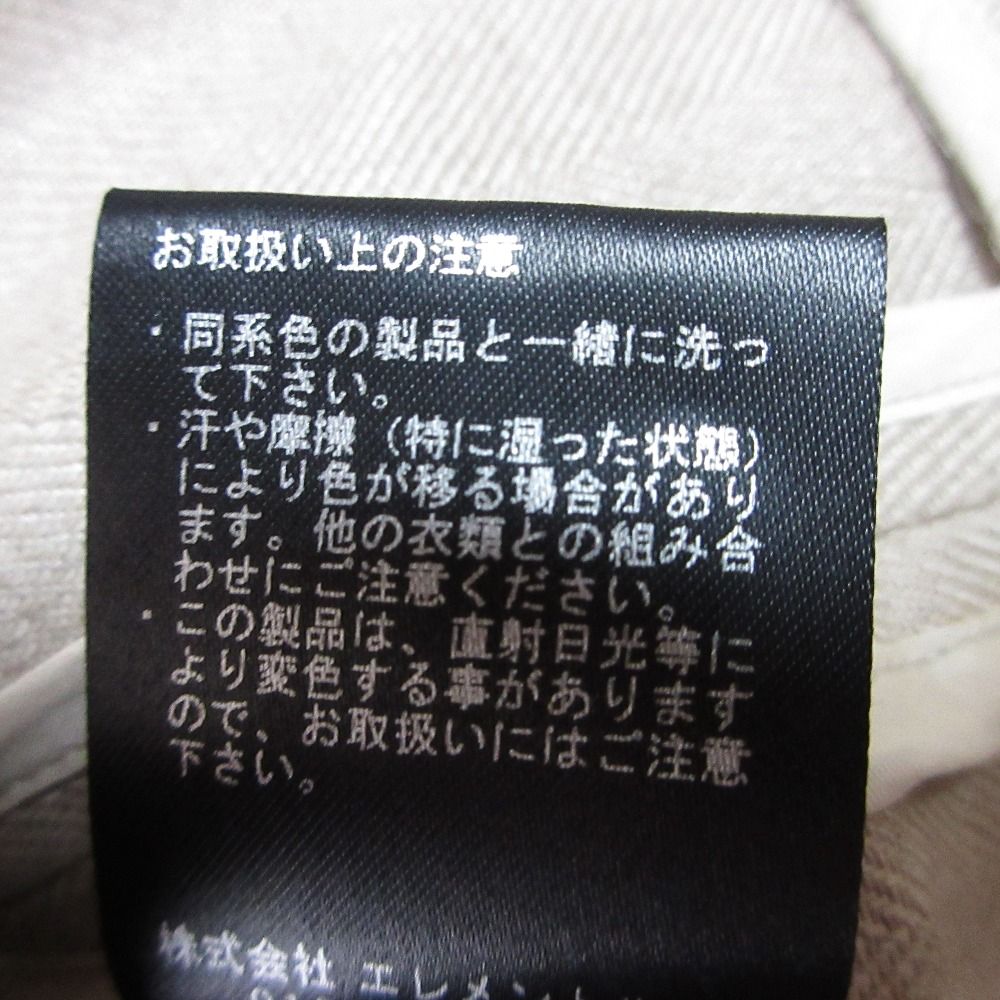 お取扱い上の注意
・同系色の製品と一緒に洗っ
て下さい。
・汗や摩擦（特に湿った状態）
により色が移る場合があり
ます。他の衣類との組み合
わせにご注意ください。
・この製品は、直射日光等に
より変色する事があります
ので、お取扱いにはご注意
下さい。
株式会社 エレメント